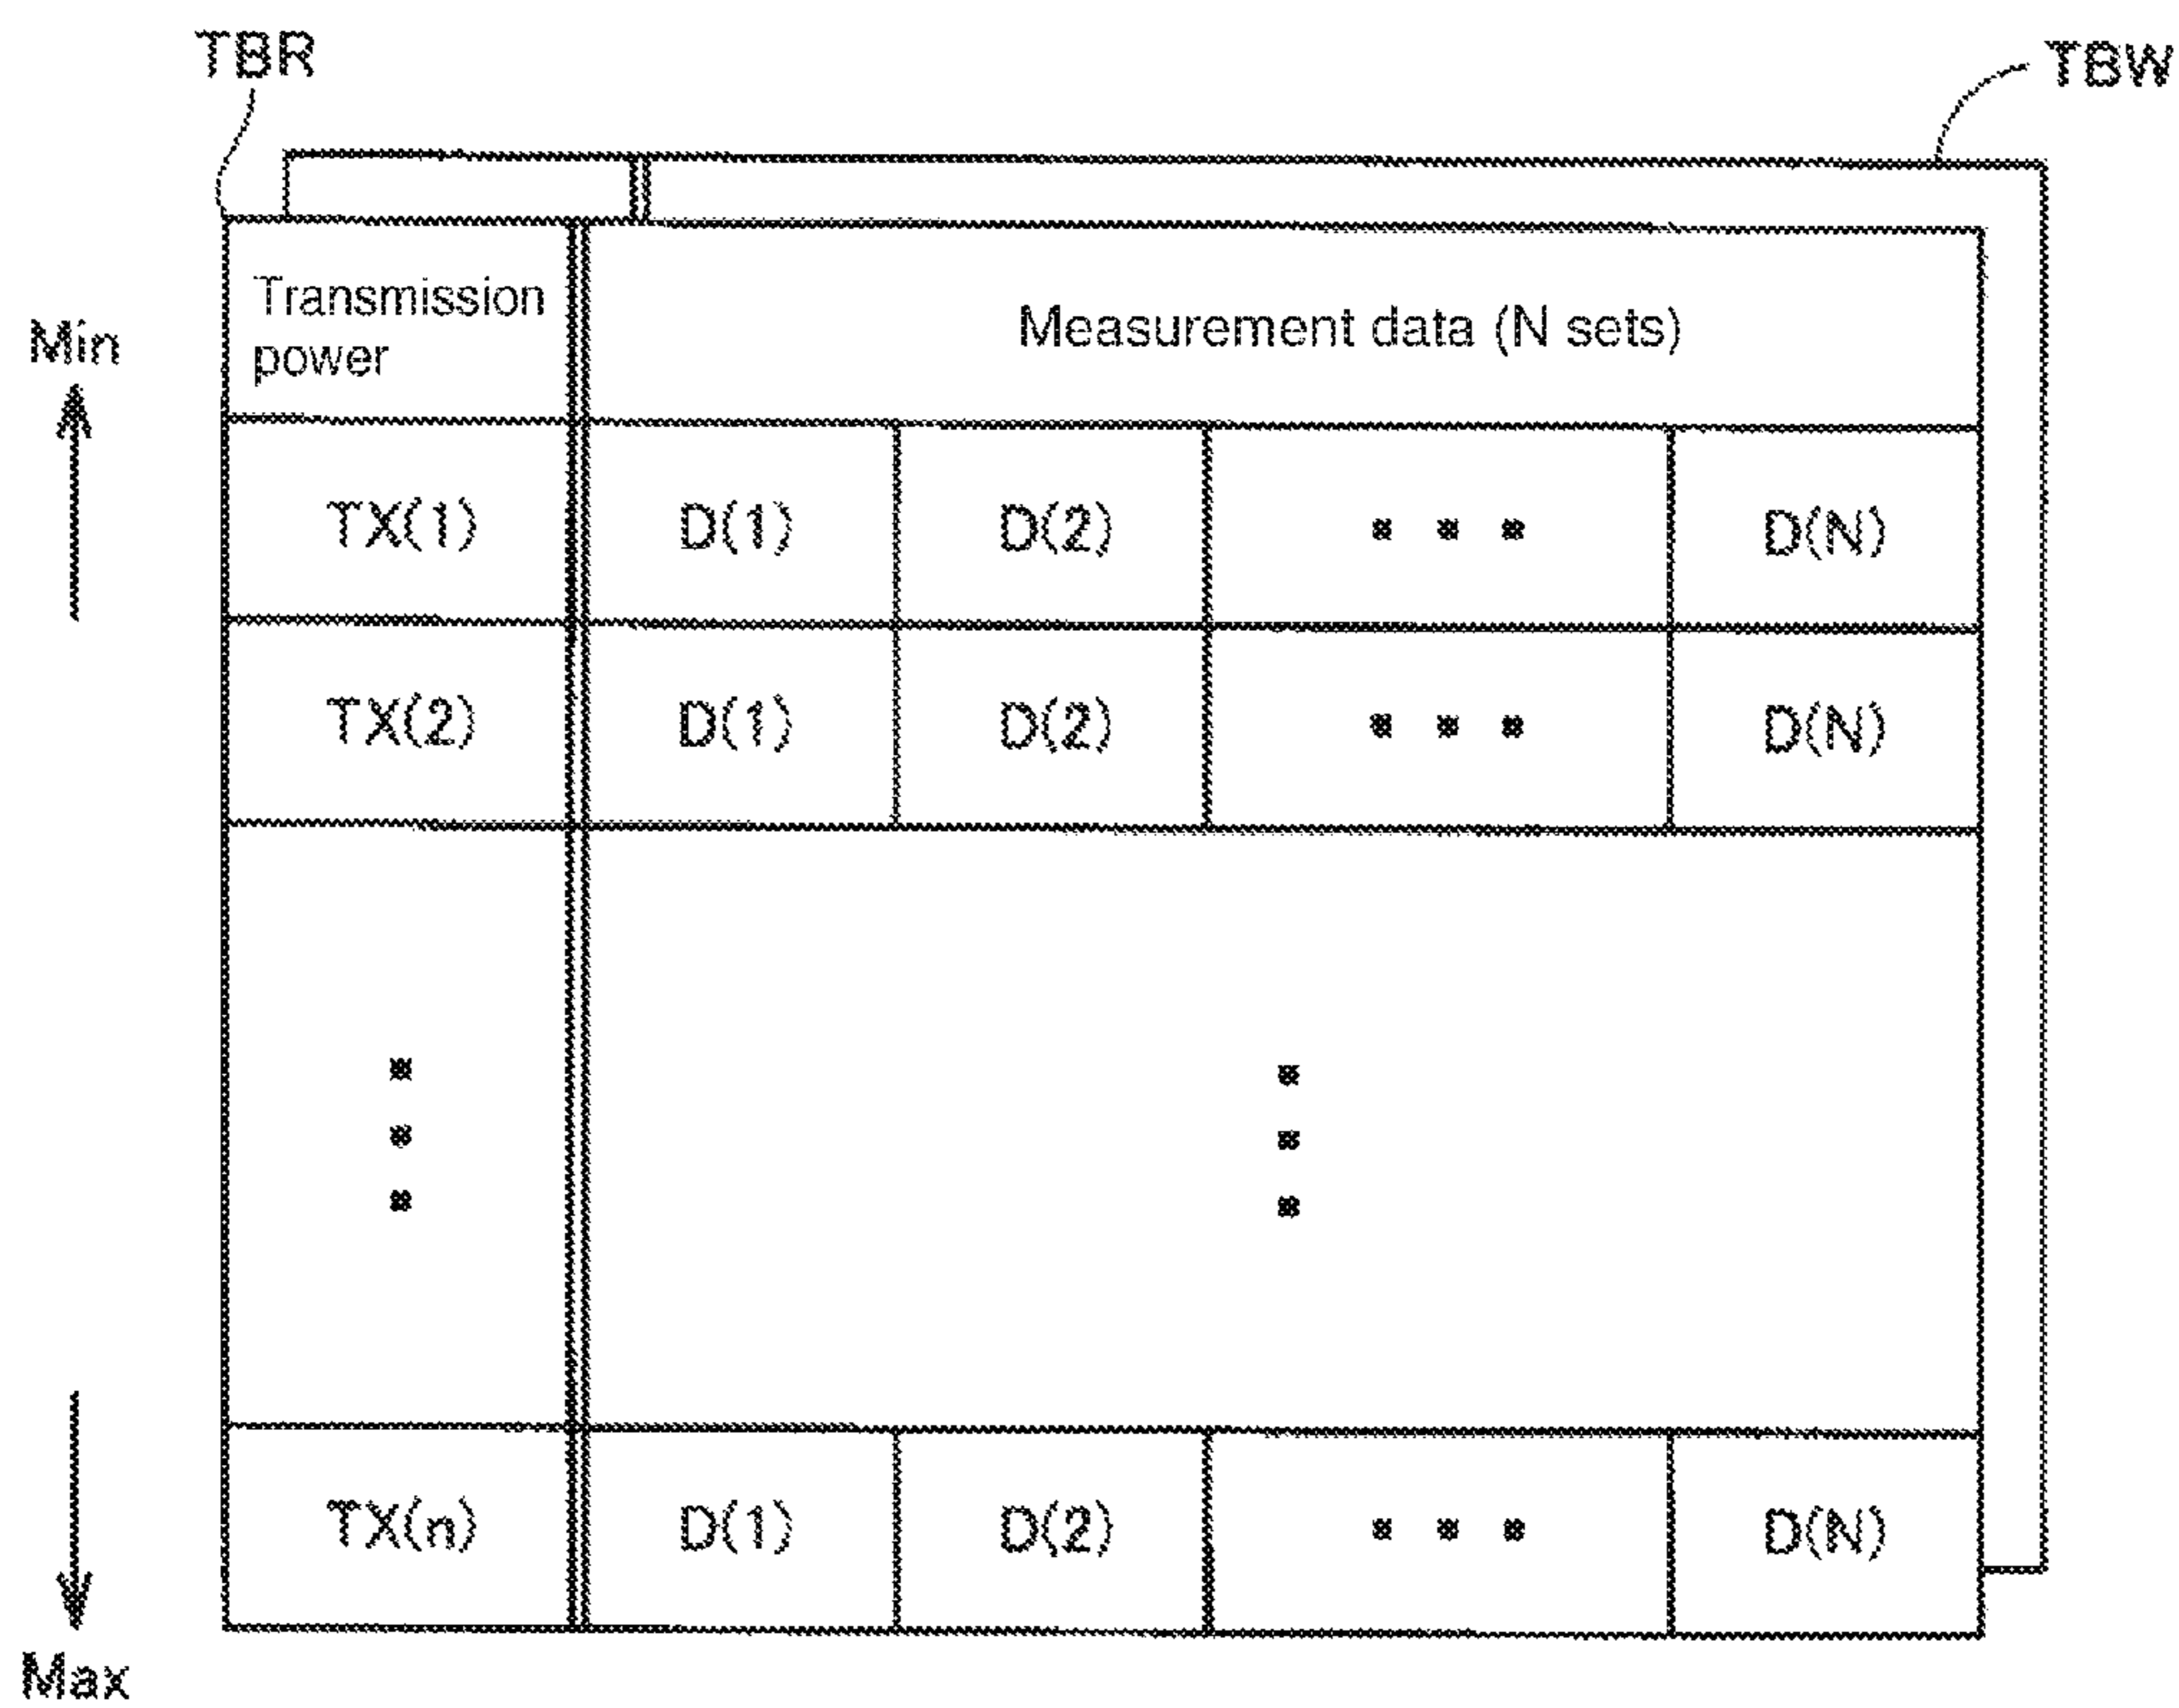 TBR
TBW
Min
Transmission
power
Measurement data (N sets)
TX(1) D(1) D(2) • • • D(N)
TX(2) D(1) D(2) • • • D(N)
TX(n) D(1) D(2) • • • D(N)
Max